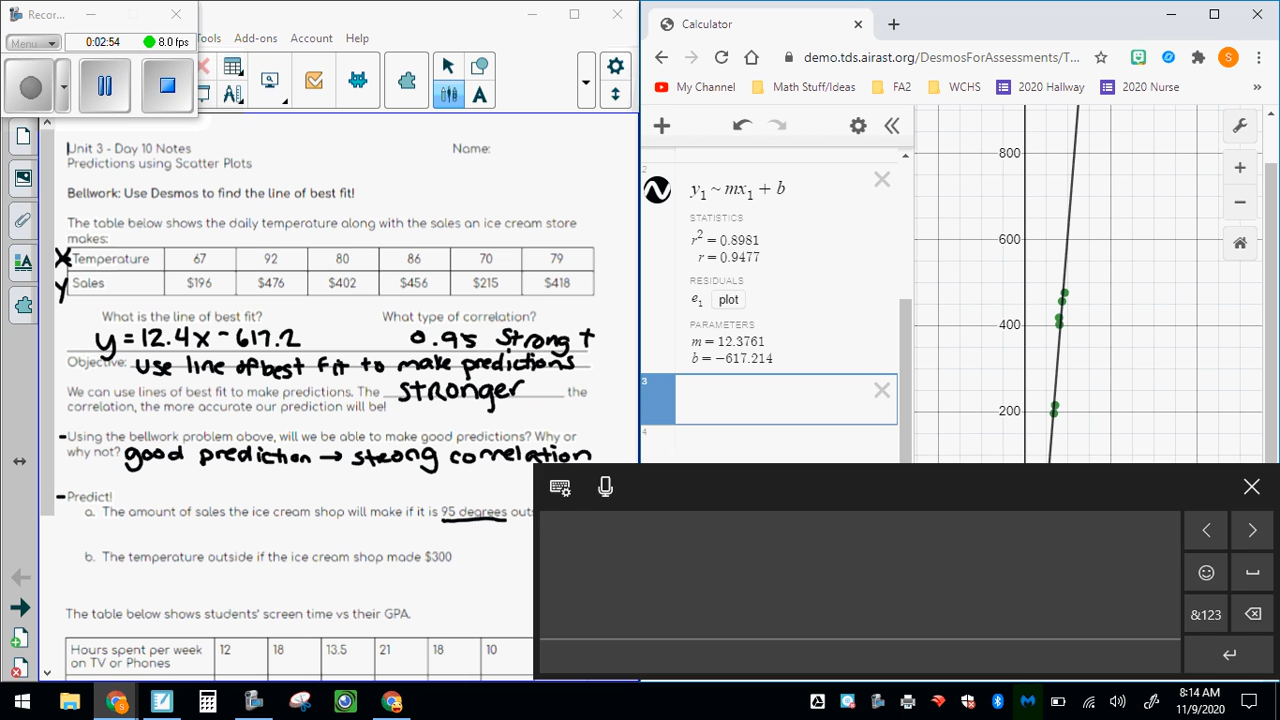 Recor...
Menu
00:02:54
8.0 fps
Tools Add-ons Account Help
Unit 3 - Day 10 Notes
Name:
Predictions using Scatter Plots
Bellwork: Use Desmos to find the line of best fit!
The table below shows the daily temperature along with the sales an ice cream store
makes:
x Temperature 67 92 80 86 70 79
y Sales $196 $476 $402 $456 $215 $418
What is the line of best fit? What type of correlation?
y = 12.4x - 617.2 0.95 Strong +
Objective: Use line of best fit to make predictions
We can use lines of best fit to make predictions. The stronger the
correlation, the more accurate our prediction will be!
- Using the bellwork problem above, will we be able to make good predictions? Why or
why not? good prediction → strong correlation
- Predict!
a. The amount of sales the ice cream shop will make if it is 95 degrees outs
b. The temperature outside if the ice cream shop made $300
The table below shows students' screen time vs their GPA.
Hours spent per week 12 18 13.5 21 18 10
on TV or Phones
Calculator
demo.tds.airast.org/DesmosForAssessments/T...
S
My Channel Math Stuff/Ideas FA2 WCHS 2020 Hallway 2020 Nurse »
2
y₁ ~ mx₁ + b
STATISTICS
r² = 0.8981
r = 0.9477
RESIDUALS
e₁ plot
PARAMETERS
m = 12.3761
b = −617.214
3
4
800
600
400
200
&123
8:14 AM
11/9/2020